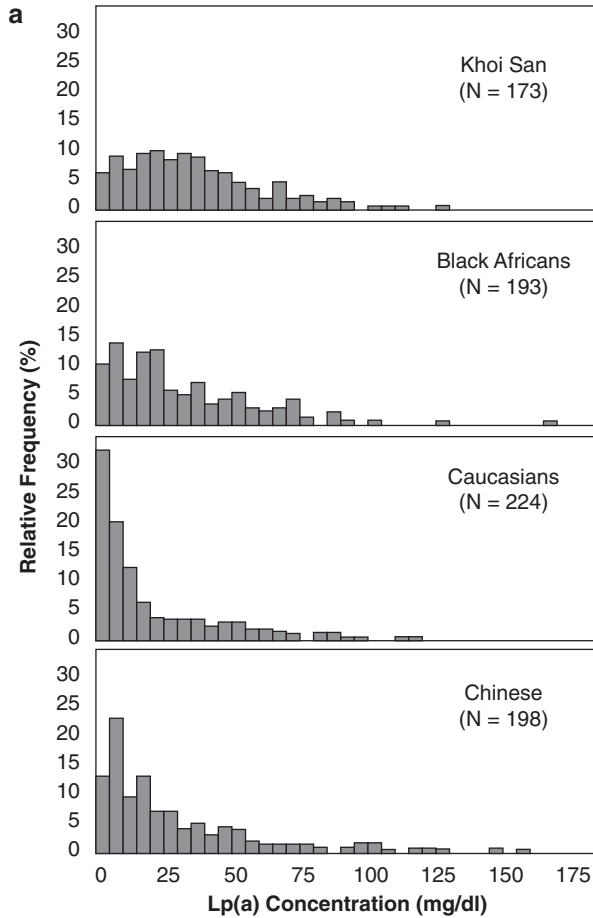 a
30
25
20
15
10
5
0
Khoi San
(N = 173)
30
25
20
15
10
5
0
Black Africans
(N = 193)
30
25
20
15
10
5
0
Caucasians
(N = 224)
30
25
20
15
10
5
0
Chinese
(N = 198)
Relative Frequency (%)
0 25 50 75 100 125 150 175
Lp(a) Concentration (mg/dl)